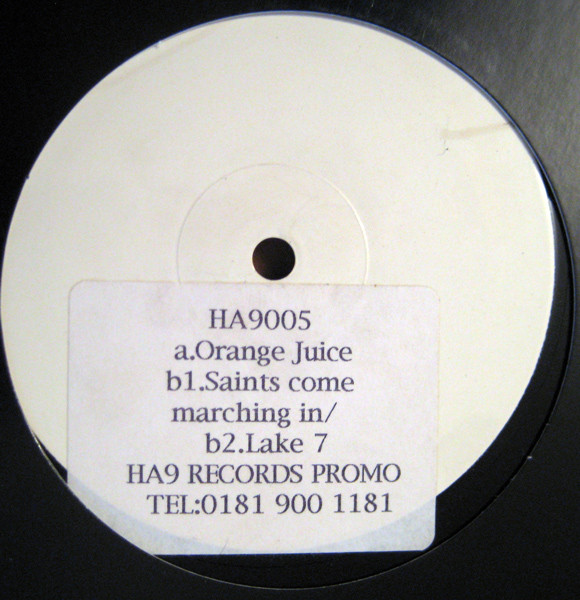 HA9005
a.Orange Juice
b1.Saints come
marching in/
b2.Lake 7
HA9 RECORDS PROMO
TEL:0181 900 1181